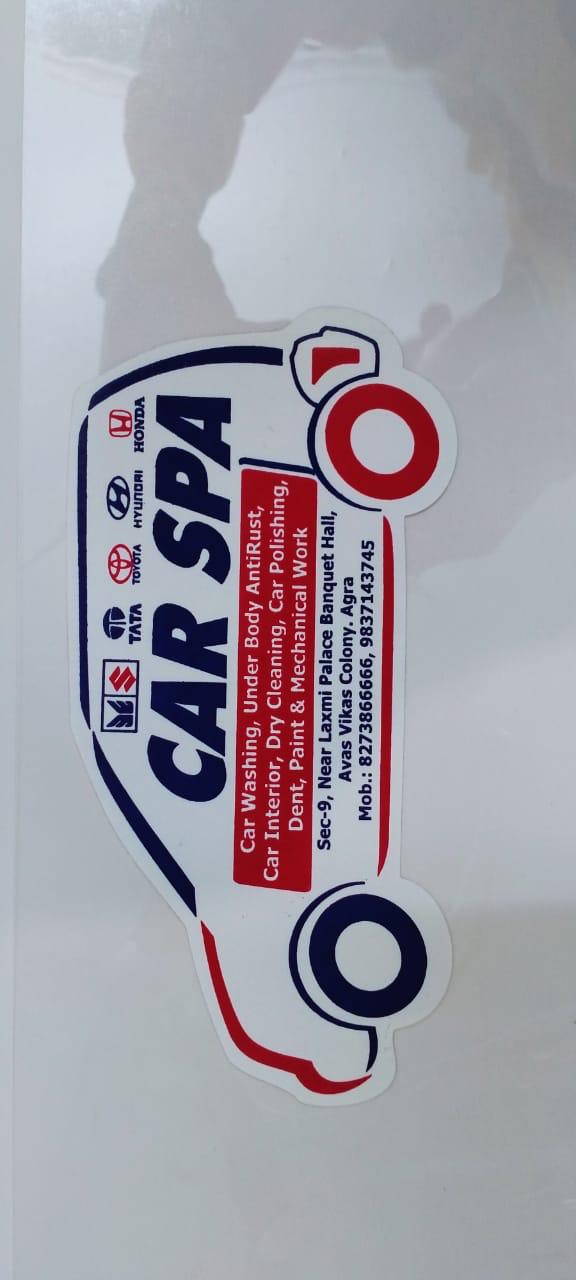 TATA TOYOTA HYUNDAI HONDA
CAR SPA
Car Washing, Under Body AntiRust,
Car Interior, Dry Cleaning, Car Polishing,
Dent, Paint & Mechanical Work
Sec-9, Near Laxmi Palace Banquet Hall,
Avas Vikas Colony. Agra
Mob.: 8273866666, 9837143745